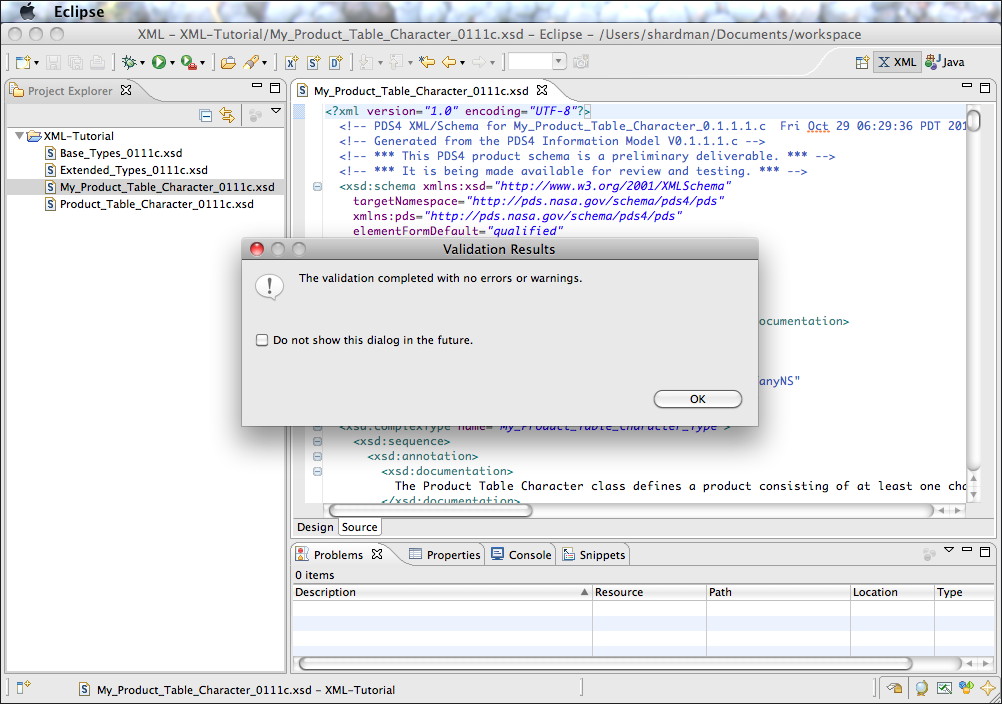 Eclipse
XML - XML-Tutorial/My_Product_Table_Character_0111c.xsd - Eclipse - /Users/shardman/Documents/workspace
XML
Java
Project Explorer
XML-Tutorial
Base_Types_0111c.xsd
Extended_Types_0111c.xsd
My_Product_Table_Character_0111c.xsd
Product_Table_Character_0111c.xsd
My_Product_Table_Character_0111c.xsd
<?xml version="1.0" encoding="UTF-8"?>
<!-- PDS4 XML/Schema for My_Product_Table_Character_0.1.1.1.c  Fri Oct 29 06:29:36 PDT 201
<!-- Generated from the PDS4 Information Model V0.1.1.1.c -->
<!-- *** This PDS4 product schema is a preliminary deliverable. *** -->
<!-- *** It is being made available for review and testing. *** -->
<xsd:schema xmlns:xsd="http://www.w3.org/2001/XMLSchema"
targetNamespace="http://pds.nasa.gov/schema/pds4/pds"
xmlns:pds="http://pds.nasa.gov/schema/pds4/pds"
elementFormDefault="qualified"
Validation Results
The validation completed with no errors or warnings.
Do not show this dialog in the future.
OK
ocumentation>
anyNS"
<xsd:complexType name="My_Product_Table_Character_Type">
<xsd:sequence>
<xsd:annotation>
<xsd:documentation>
The Product Table Character class defines a product consisting of at least one cha
</xsd:documentation>
Design
Source
Problems
Properties
Console
Snippets
0 items
Description
Resource
Path
Location
Type
My_Product_Table_Character_0111c.xsd - XML-Tutorial